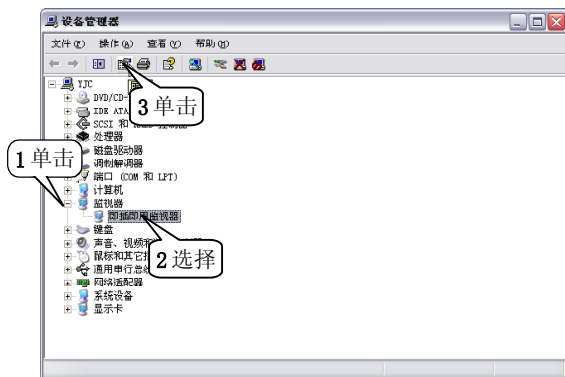 设备管理器
文件(F) 操作(A) 查看(V) 帮助(H)
YJC
DVD/CD-
3单击
IDE ATA
SCSI 和
处理器
磁盘驱动器
1单击
调制解调器
端口 (COM 和 LPT)
计算机
监视器
即插即用监视器
键盘
声音、视频和
2选择
鼠标和其它指
通用串行总线
网络适配器
系统设备
显示卡